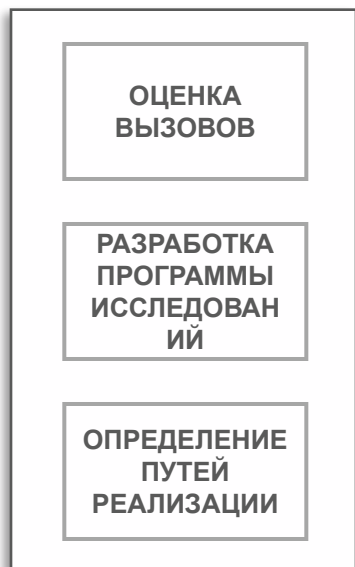 ОЦЕНКА
ВЫЗОВОВ
РАЗРАБОТКА
ПРОГРАММЫ
ИССЛЕДОВАН
ИЙ
ОПРЕДЕЛЕНИЕ
ПУТЕЙ
РЕАЛИЗАЦИИ